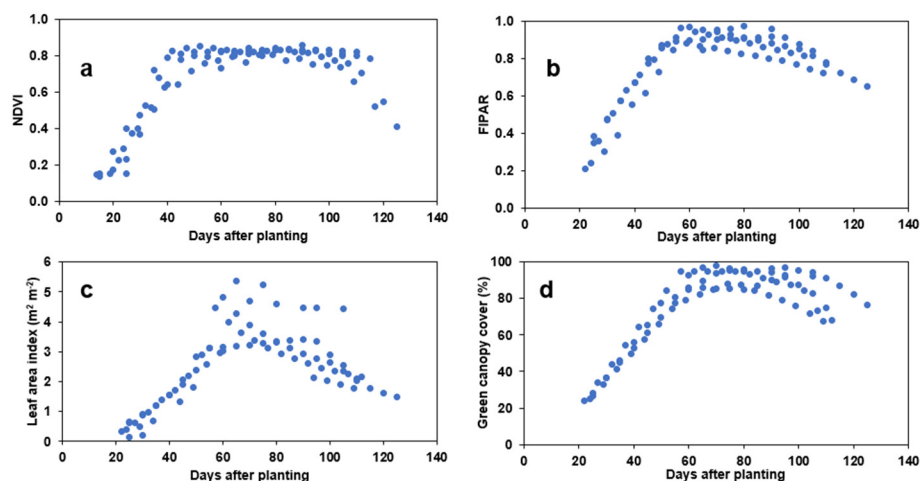 a
NDVI
1.0
0.8
0.6
0.4
0.2
0.0
0 20 40 60 80 100 120 140
Days after planting
b
FIPAR
1.0
0.8
0.6
0.4
0.2
0.0
0 20 40 60 80 100 120 140
Days after planting
c
Leaf area index (m² m⁻²)
6
5
4
3
2
1
0
0 20 40 60 80 100 120 140
Days after planting
d
Green canopy cover (%)
100
80
60
40
20
0
0 20 40 60 80 100 120 140
Days after planting